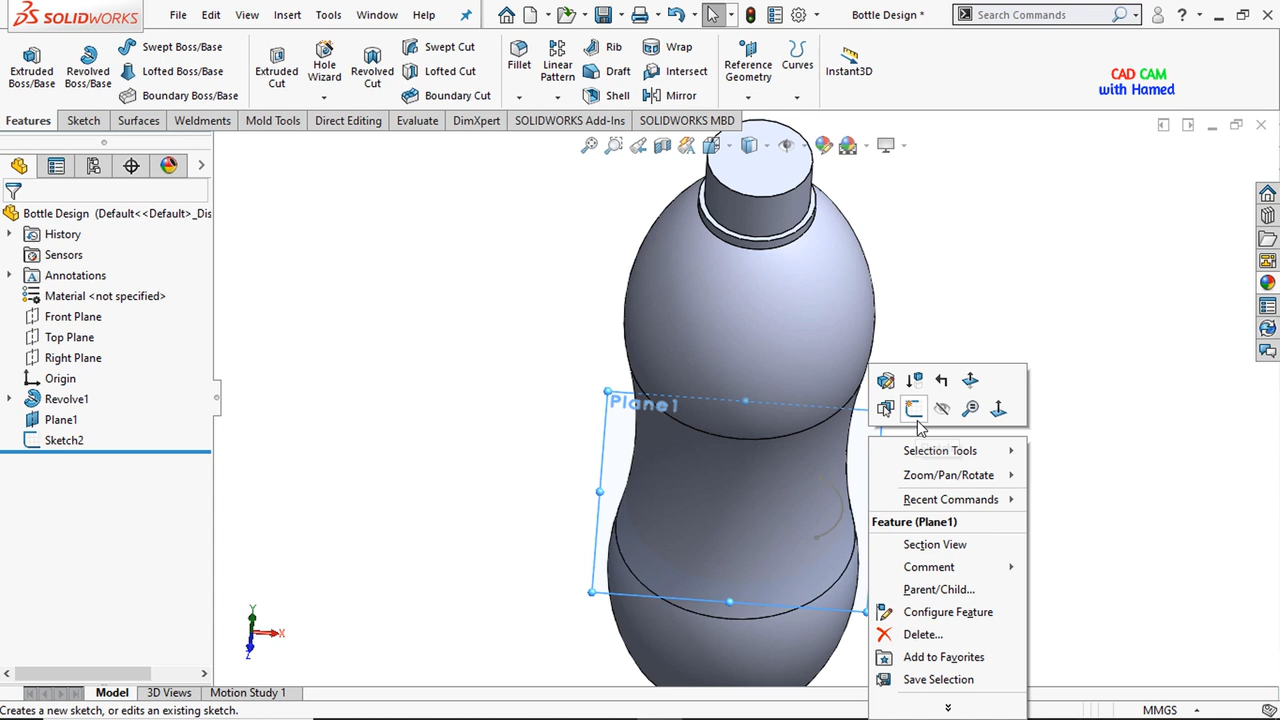 DS SOLIDWORKS File Edit View Insert Tools Window Help Bottle Design * Search Commands ?
Extruded Boss/Base
Revolved Boss/Base
Swept Boss/Base
Lofted Boss/Base
Boundary Boss/Base
Extruded Cut
Hole Wizard
Revolved Cut
Swept Cut
Lofted Cut
Boundary Cut
Fillet
Linear Pattern
Rib
Draft
Shell
Wrap
Intersect
Mirror
Reference Geometry
Curves
Instant3D
CAD CAM
with Hamed
Features Sketch Surfaces Weldments Mold Tools Direct Editing Evaluate DimXpert SOLIDWORKS Add-Ins SOLIDWORKS MBD
Bottle Design (Default<<Default>_Dis
History
Sensors
Annotations
Material <not specified>
Front Plane
Top Plane
Right Plane
Origin
Revolve1
Plane1
Sketch2
Plane1
Selection Tools
Zoom/Pan/Rotate
Recent Commands
Feature (Plane1)
Section View
Comment
Parent/Child...
Configure Feature
Delete...
Add to Favorites
Save Selection
Y
X
Z
Model 3D Views Motion Study 1
Creates a new sketch, or edits an existing sketch.
MMGS